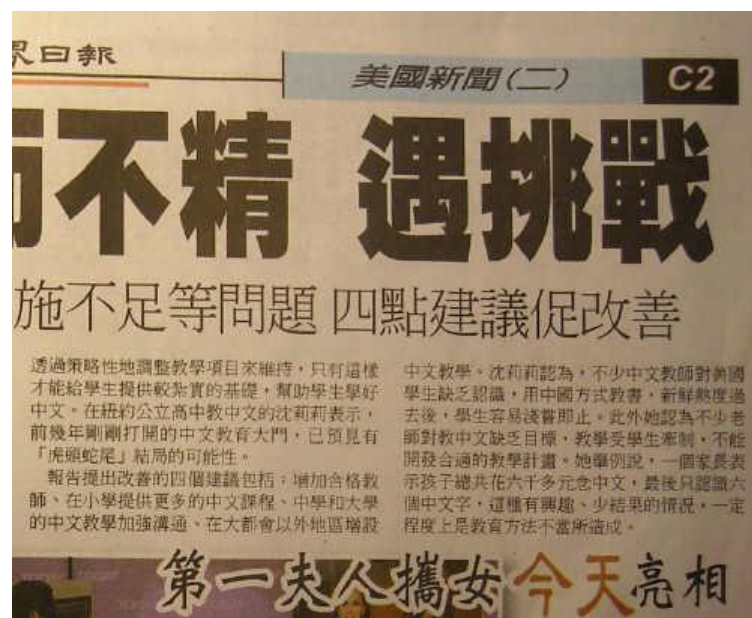 界日報
美國新聞(二)
C2
而不精 遇挑戰
施不足等問題 四點建議促改善
透過策略性地調整教學項目來維持，只有這樣
才能給學生提供較紮實的基礎，幫助學生學好
中文。在紐約公立高中教中文的沈莉莉表示，
前幾年剛剛打開的中文教育大門，已預見有
「虎頭蛇尾」結局的可能性。
報告提出改善的四個建議包括：增加合格教
師、在小學提供更多的中文課程、中學和大學
的中文教學加強溝通、在大都會以外地區增設
中文教學。沈莉莉認為，不少中文教師對美國
學生缺乏認識，用中國方式教書，新鮮熱度過
去後，學生容易淺嘗即止。此外她認為不少老
師對教中文缺乏目標，教學受學生牽制，不能
開發合適的教學計畫。她舉例說，一個家長表
示孩子總共花六千多元念中文，最後只認識六
個中文字，這種有興趣、少結果的情況，一定
程度上是教育方法不當所造成。
第一夫人攜女今天亮相